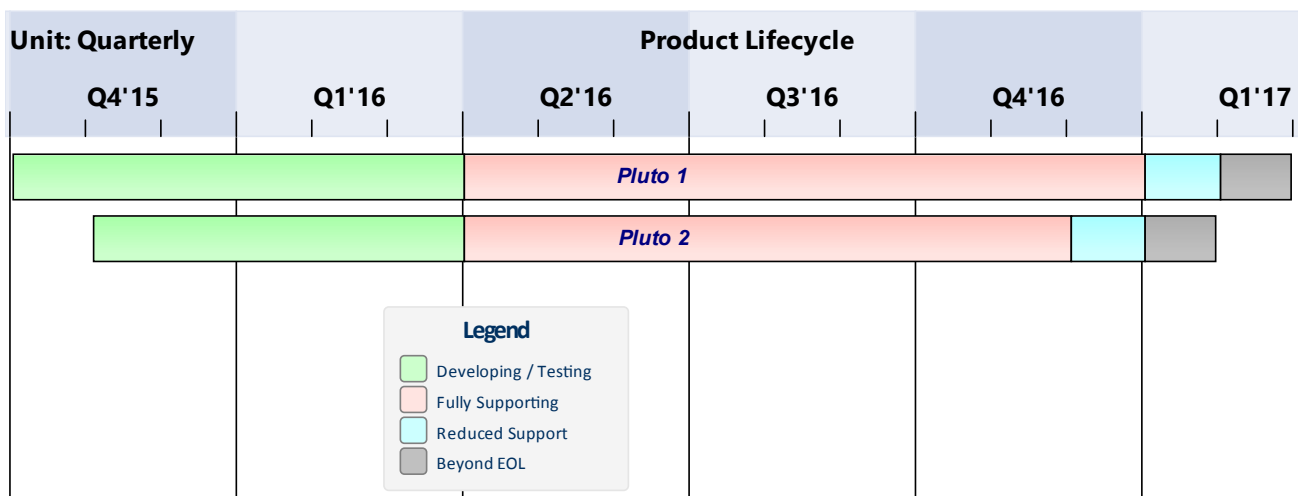 Unit: Quarterly
Product Lifecycle
Q4'15
Q1'16
Q2'16
Q3'16
Q4'16
Q1'17
Pluto 1
Pluto 2
Legend
Developing / Testing
Fully Supporting
Reduced Support
Beyond EOL